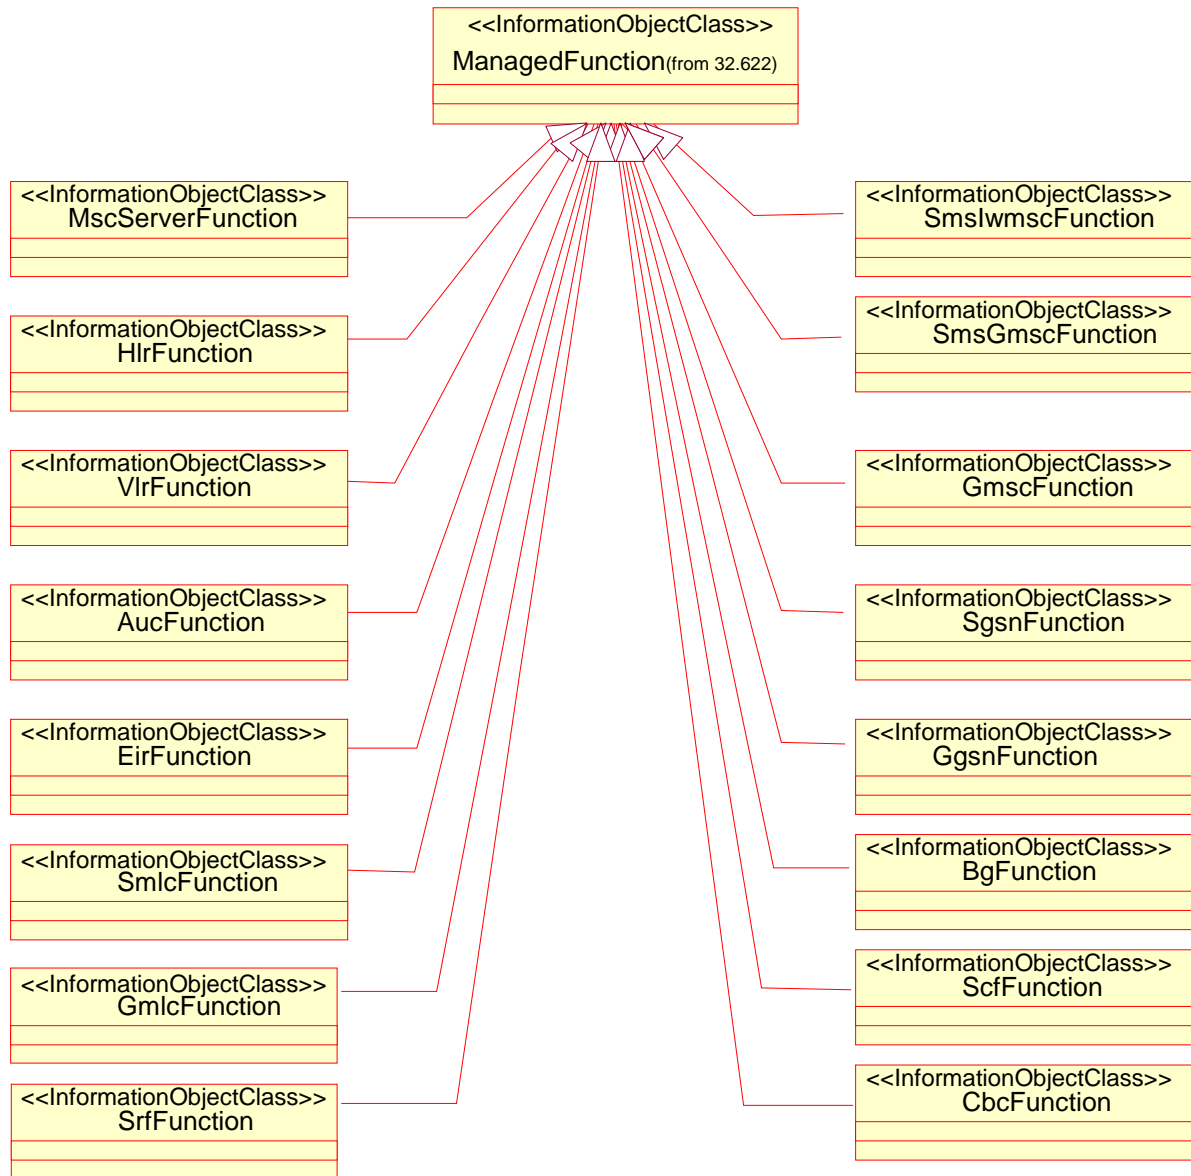 <<InformationObjectClass>>
ManagedFunction(from 32.622)
<<InformationObjectClass>>
MscServerFunction
<<InformationObjectClass>>
HlrFunction
<<InformationObjectClass>>
VlrFunction
<<InformationObjectClass>>
AucFunction
<<InformationObjectClass>>
EirFunction
<<InformationObjectClass>>
SmlcFunction
<<InformationObjectClass>>
GmlcFunction
<<InformationObjectClass>>
SrfFunction
<<InformationObjectClass>>
SmsIwmscFunction
<<InformationObjectClass>>
SmsGmscFunction
<<InformationObjectClass>>
GmscFunction
<<InformationObjectClass>>
SgsnFunction
<<InformationObjectClass>>
GgsnFunction
<<InformationObjectClass>>
BgFunction
<<InformationObjectClass>>
ScfFunction
<<InformationObjectClass>>
CbcFunction